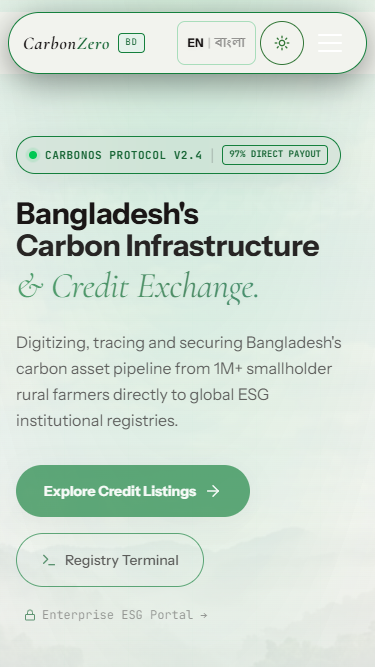 CarbonZero BD EN | বাংলা
CARBONOS PROTOCOL V2.4 | 97% DIRECT PAYOUT
Bangladesh's
Carbon Infrastructure
& Credit Exchange.
Digitizing, tracing and securing Bangladesh's
carbon asset pipeline from 1M+ smallholder
rural farmers directly to global ESG
institutional registries.
Explore Credit Listings →
Registry Terminal
Enterprise ESG Portal →